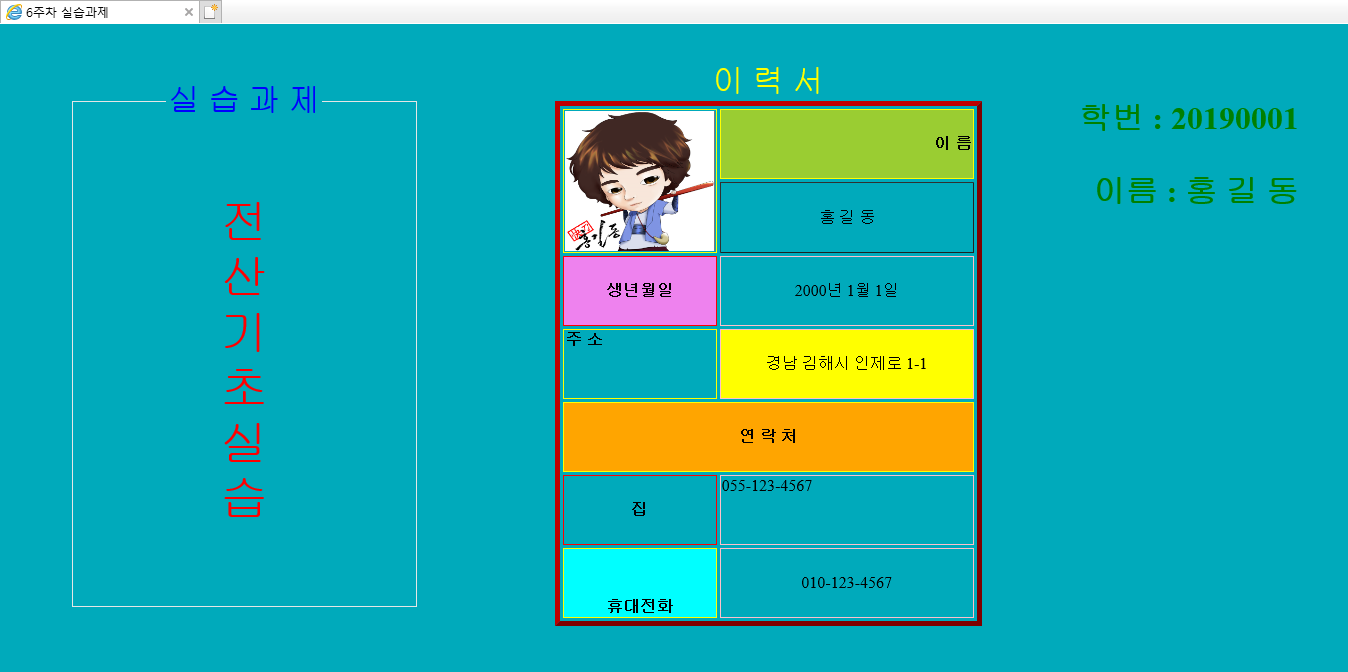 6주차 실습과제
실 습 과 제
전
산
기
초
실
습
이 력 서
홍길동
이 름
홍 길 동
생년월일
2000년 1월 1일
주 소
경남 김해시 인제로 1-1
연 락 처
집
055-123-4567
휴대전화
010-123-4567
학번 : 20190001
이름 : 홍 길 동